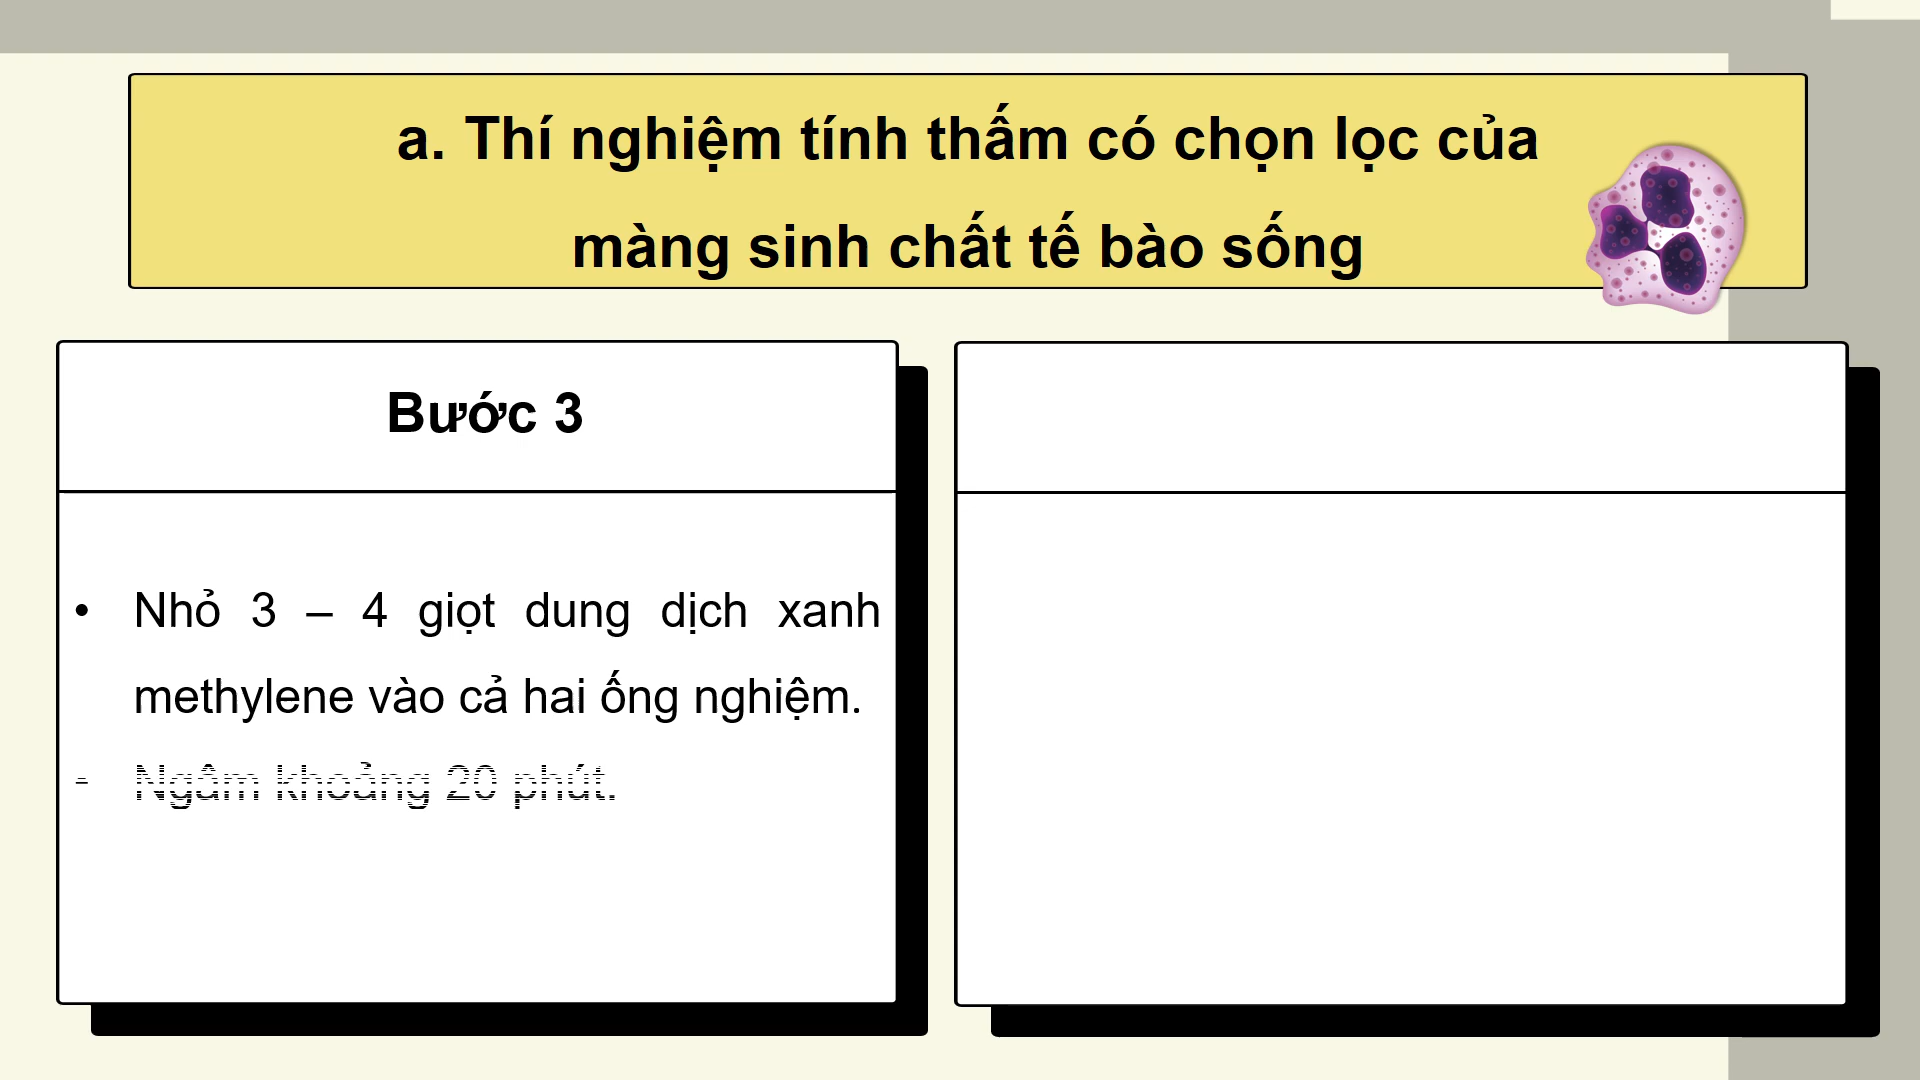 a. Thí nghiệm tính thấm có chọn lọc của
màng sinh chất tế bào sống
Bước 3
• Nhỏ 3 – 4 giọt dung dịch xanh
methylene vào cả hai ống nghiệm.
• Ngâm khoảng 20 phút.